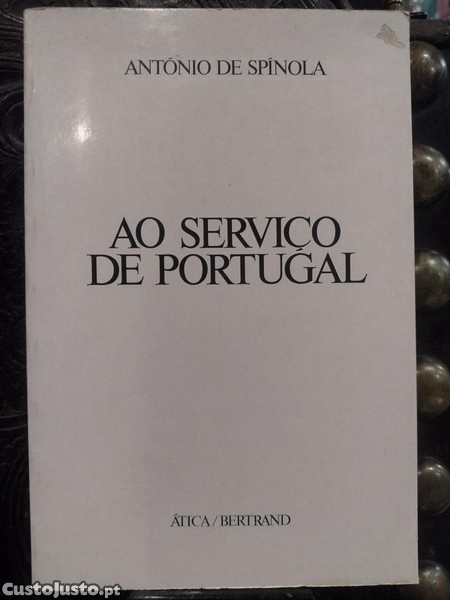 ANTÓNIO DE SPÍNOLA
AO SERVIÇO
DE PORTUGAL
ÁTICA/BERTRAND
CustoJusto.pt